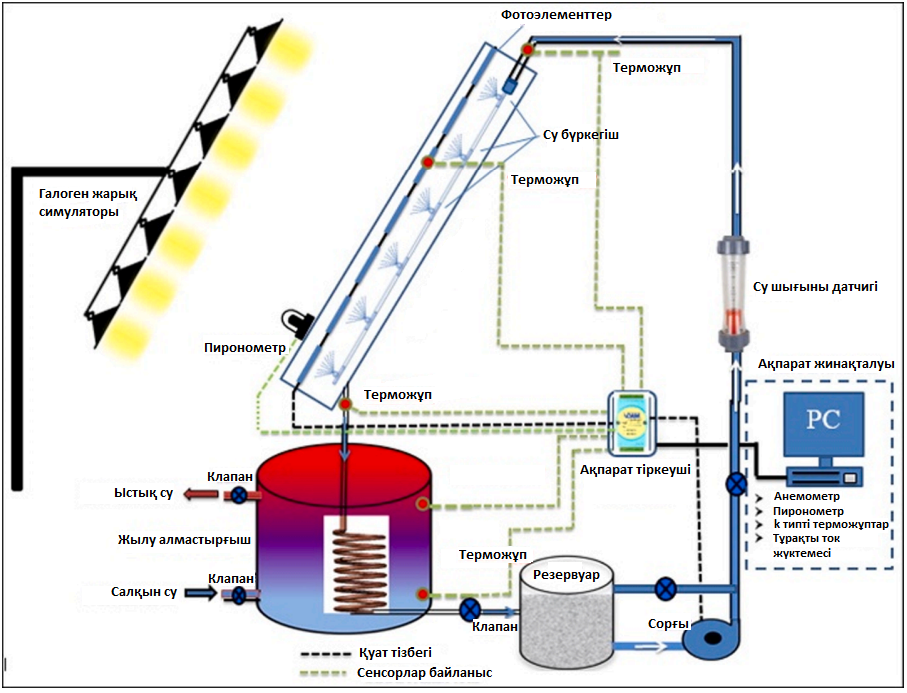 Фотоэлементтер
Терможұп
Су бүркегіш
Терможұп
Галоген жарық
симуляторы
Су шығыны датчигі
Пиронометр
Ақпарат жинақталуы
Терможұп
PC
Ақпарат тіркеуші
Клапан
Ыстық су
Анемометр
Пиронометр
k типті терможұптар
Тұрақты ток
жүктемесі
Жылу алмастырғыш
Терможұп
Резервуар
Клапан
Салқын су
Клапан
Сорғы
Қуат тізбегі
Сенсорлар байланыс